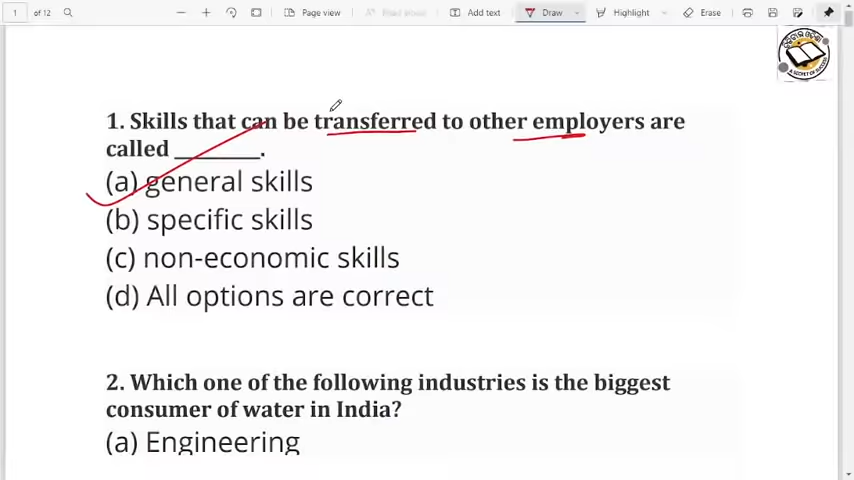 1 of 12 Page view Read aloud Add text Draw Highlight Erase
1. Skills that can be transferred to other employers are
called ________.
(a) general skills
(b) specific skills
(c) non-economic skills
(d) All options are correct
2. Which one of the following industries is the biggest
consumer of water in India?
(a) Engineering